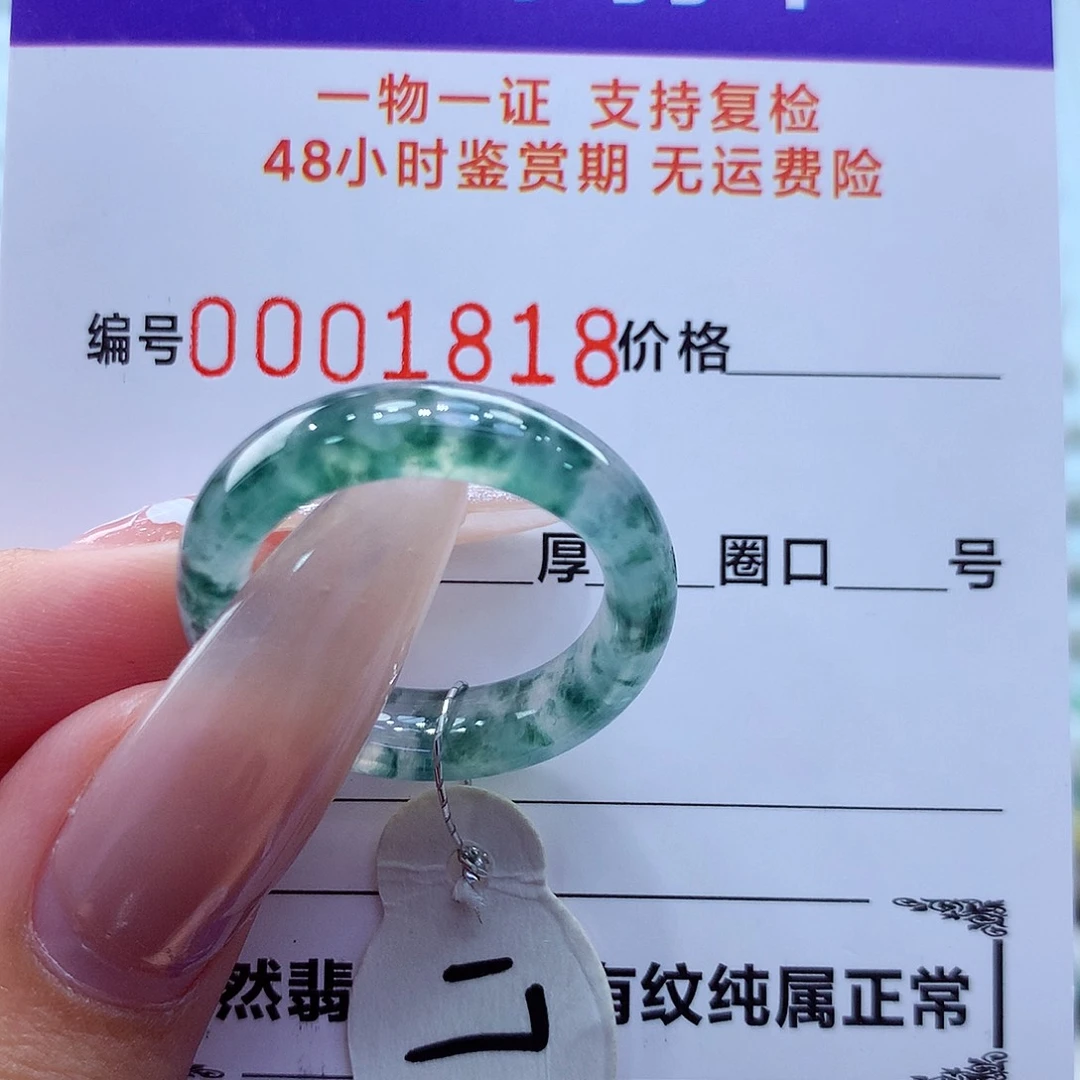 一物一证 支持复检
48小时鉴赏期 无运费险
编号0001818价格
厚 圈口 号
然翡 有纹纯属正常